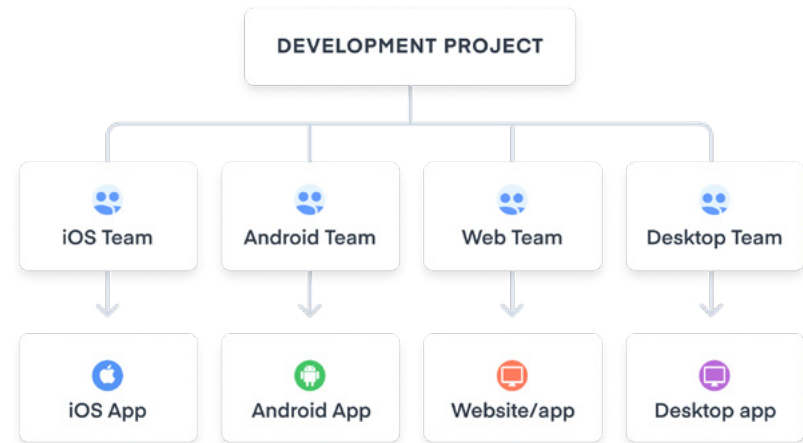 DEVELOPMENT PROJECT
iOS Team
Android Team
Web Team
Desktop Team
iOS App
Android App
Website/app
Desktop app